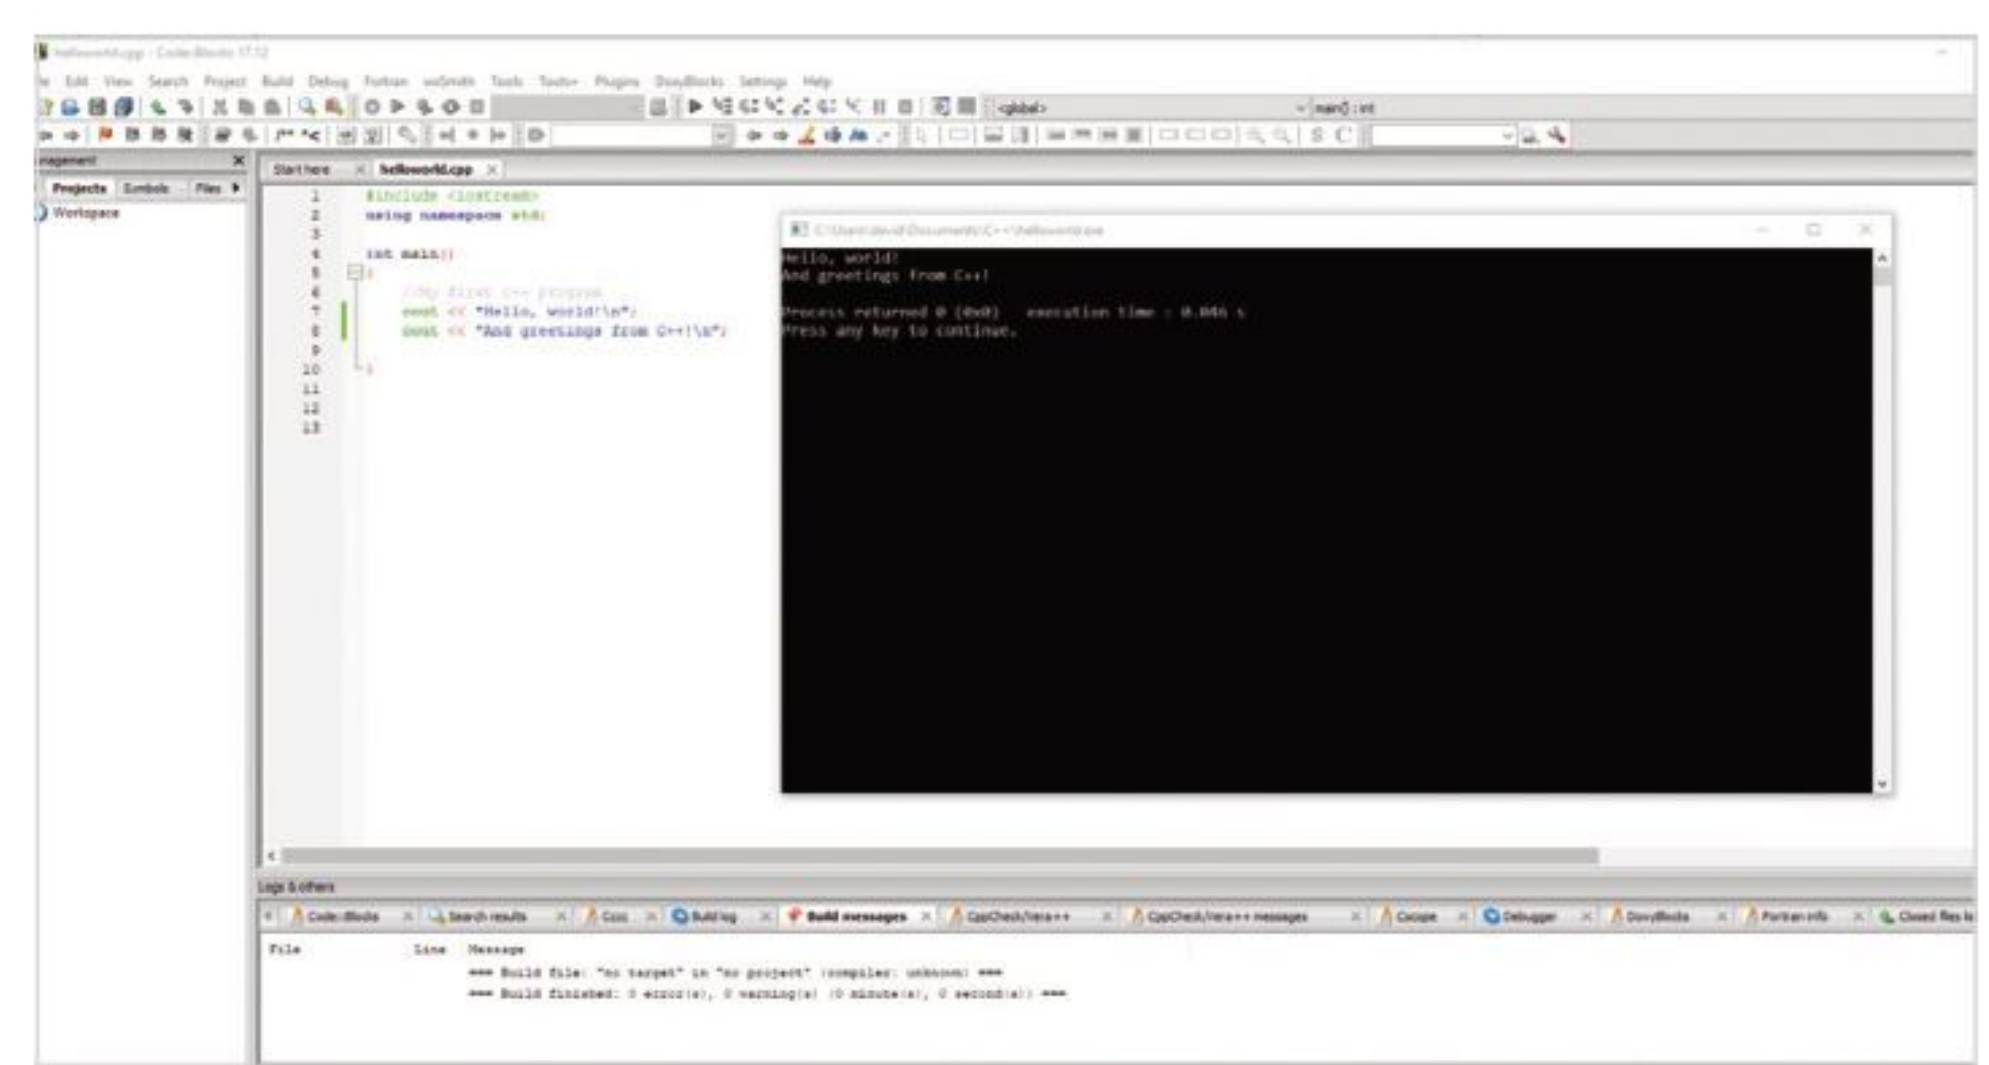 helloworld.cpp - Code::Blocks 17.12
Edit View Search Project Build Debug Fortran wxSmith Tools Tools+ Plugins DoxyBlocks Settings Help
<global> main() : int
S C
nagement
Start here helloworld.cpp
Projects Symbols Files
Workspace
1 #include <iostream>
2 using namespace std;
3
4 int main()
5 {
6 //My first C++ program
7 cout << "Hello, world!\n";
8 cout << "And greetings from C++!\n";
9
10 }
11
12
13
C:\Users\david\Documents\C++\helloworld.exe
Hello, world!
And greetings from C++!
Process returned 0 (0x0) execution time : 0.046 s
Press any key to continue.
Logs & others
Code::Blocks Search results Cccc Build log Build messages CppCheck/Vera++ CppCheck/Vera++ messages Cscope Debugger DoxyBlocks Fortran info Closed files
File Line Message
=== Build file: "no target" in "no project" (compiler: unknown) ===
=== Build finished: 0 error(s), 0 warning(s) (0 minute(s), 0 second(s)) ===